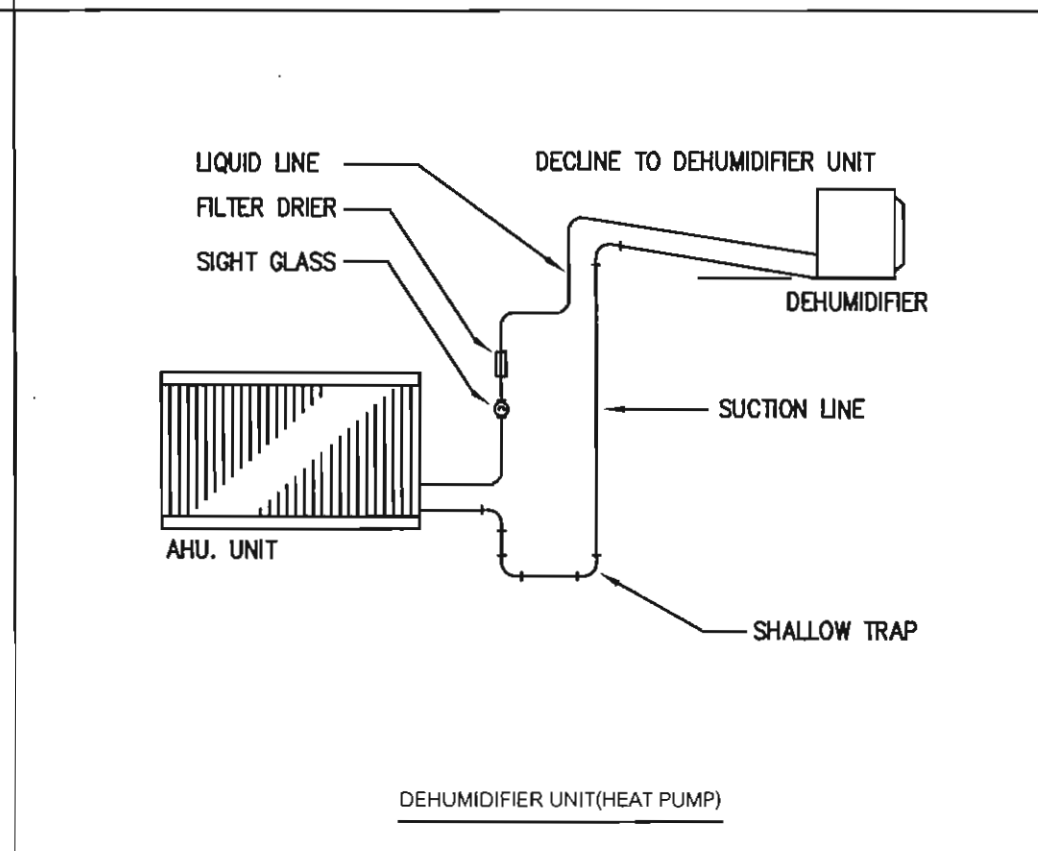 LIQUID LINE
DECLINE TO DEHUMIDIFIER UNIT
FILTER DRIER
SIGHT GLASS
DEHUMIDIFIER
SUCTION LINE
AHU. UNIT
SHALLOW TRAP
DEHUMIDIFIER UNIT(HEAT PUMP)